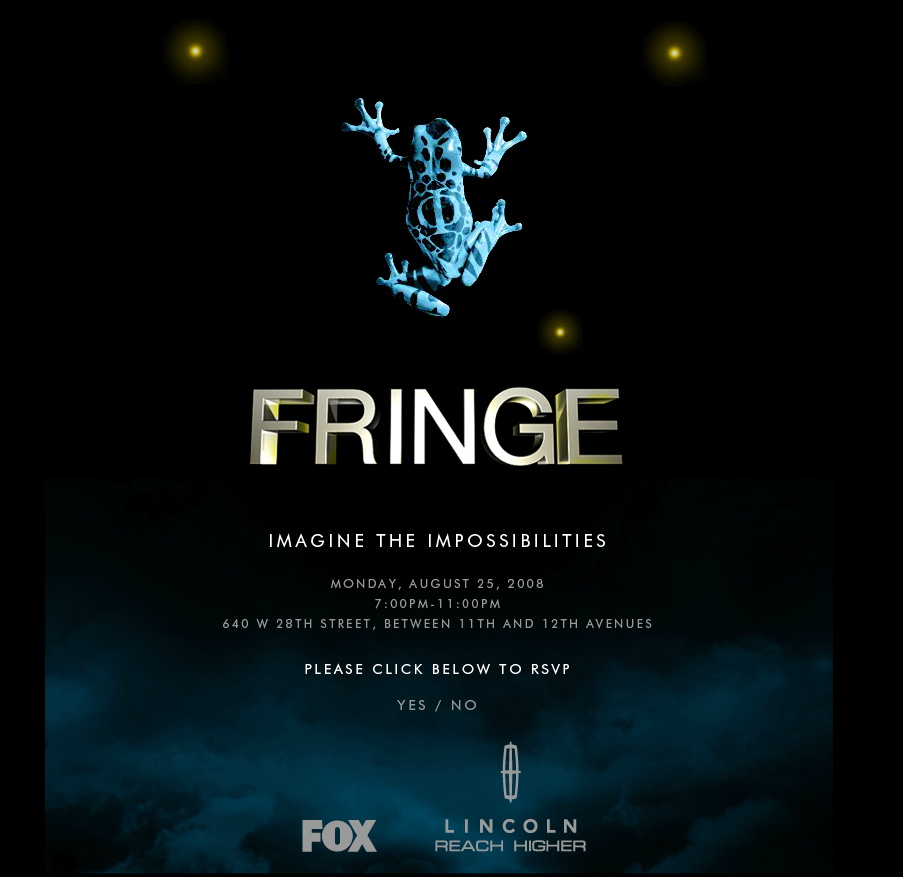 Φ
FRINGE
IMAGINE THE IMPOSSIBILITIES
MONDAY, AUGUST 25, 2008
7:00PM-11:00PM
640 W 28TH STREET, BETWEEN 11TH AND 12TH AVENUES
PLEASE CLICK BELOW TO RSVP
YES / NO
FOX
LINCOLN
REACH HIGHER